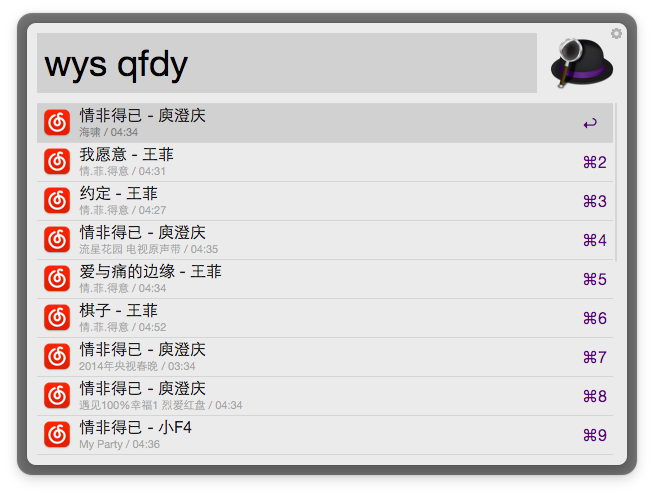 wys qfdy
情非得已 - 庾澄庆
海啸 / 04:34
↩
我愿意 - 王菲
情.菲.得意 / 04:31
⌘2
约定 - 王菲
情.菲.得意 / 04:27
⌘3
情非得已 - 庾澄庆
流星花园 电视原声带 / 04:35
⌘4
爱与痛的边缘 - 王菲
情.菲.得意 / 04:34
⌘5
棋子 - 王菲
情.菲.得意 / 04:52
⌘6
情非得已 - 庾澄庆
2014年央视春晚 / 03:34
⌘7
情非得已 - 庾澄庆
遇见100%幸福1 烈爱红盘 / 04:34
⌘8
情非得已 - 小F4
My Party / 04:36
⌘9